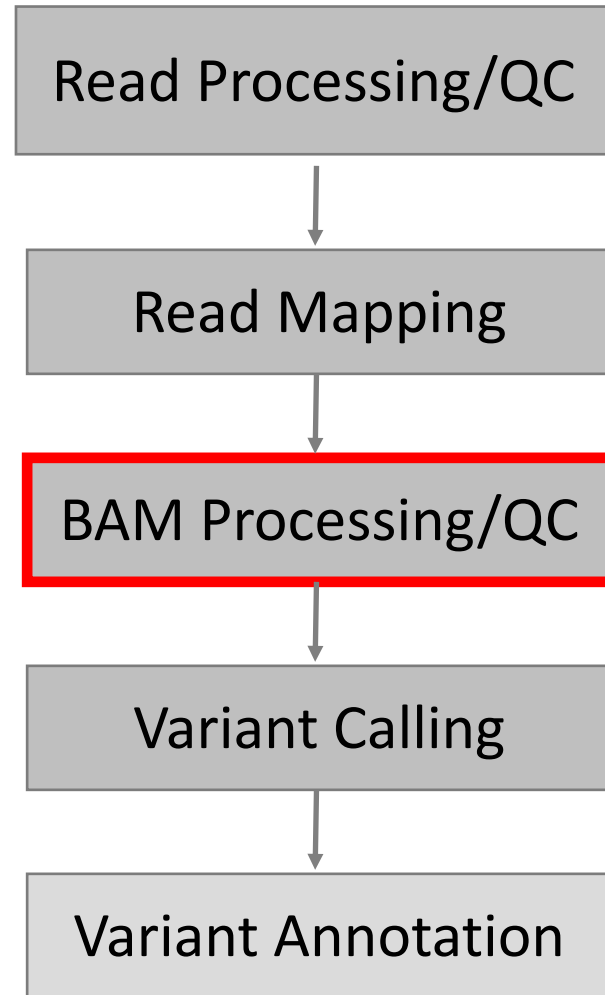 Read Processing/QC
Read Mapping
BAM Processing/QC
Variant Calling
Variant Annotation